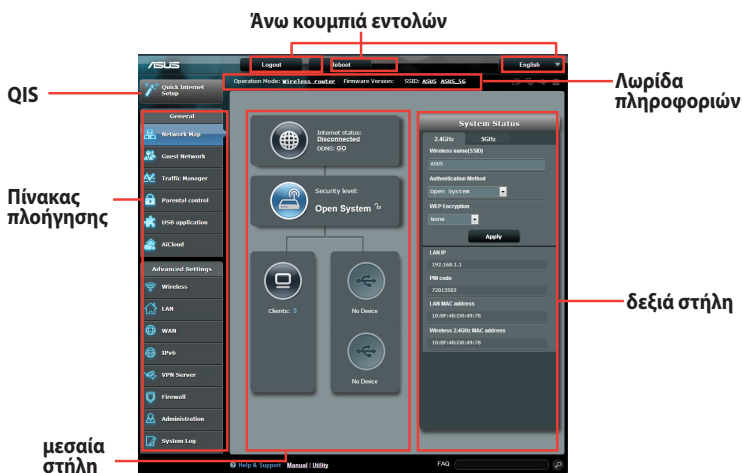 Άνω κουμπιά εντολών
ASUS
Logout
Reboot
English
QIS
Quick Internet
Setup
Operation Mode: Wireless router Firmware Version: SSID: ASUS ASUS_5G
Λωρίδα
πληροφοριών
General
Network Map
Guest Network
Traffic Manager
Parental control
USB application
AiCloud
Πίνακας
πλοήγησης
Advanced Settings
Wireless
LAN
WAN
IPv6
VPN Server
Firewall
Administration
System Log
Internet status:
Disconnected
DDNS: GO
Security level:
Open System
Clients: 3
No Device
No Device
System Status
2.4GHz 5GHz
Wireless name(SSID)
ASUS
Authentication Method
Open System
WEP Encryption
None
Apply
LAN IP
192.168.1.1
PIN code
72013502
LAN MAC address
10:BF:48:D8:49:78
Wireless 2.4GHz MAC address
10:BF:48:D8:49:78
δεξιά στήλη
μεσαία
στήλη
Help & Support Manual | Utility
FAQ